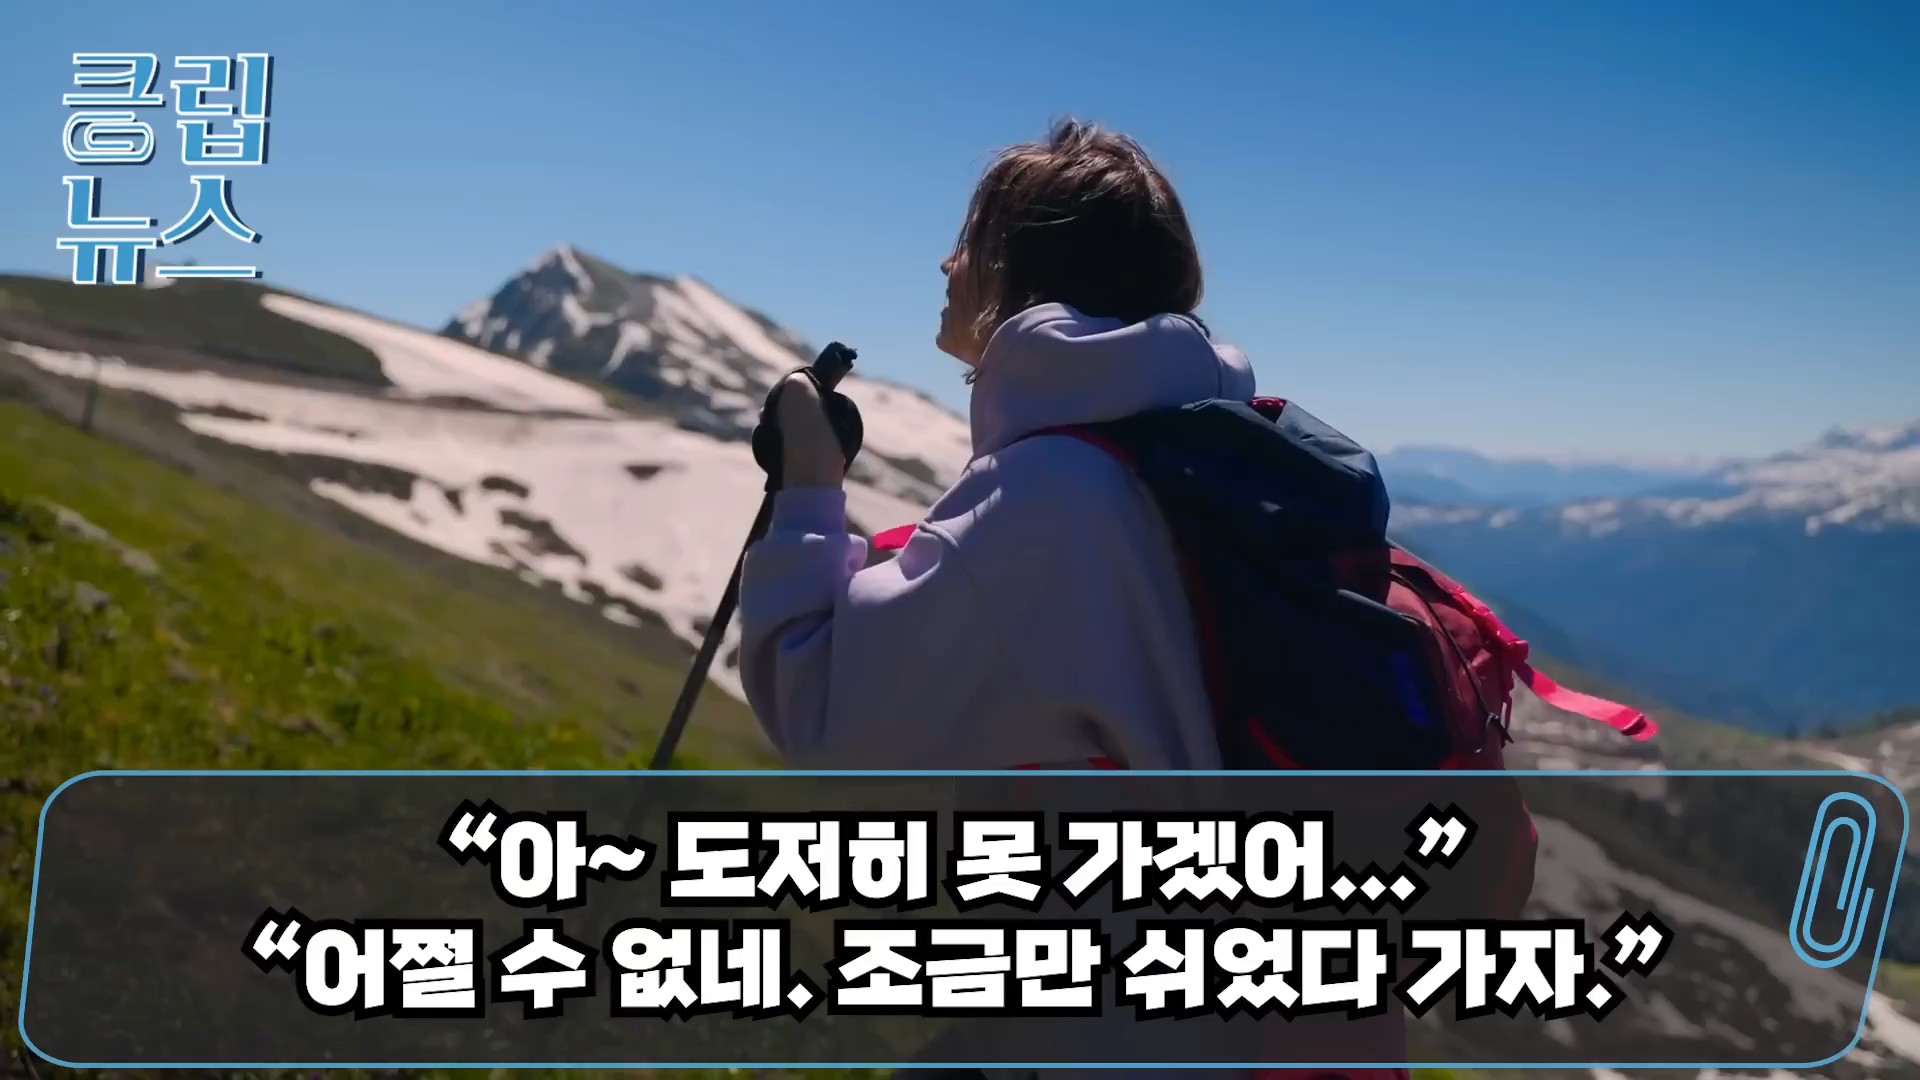 클립
뉴스
“아~ 도저히 못 가겠어...”
“어쩔 수 없네. 조금만 쉬었다 가자.”